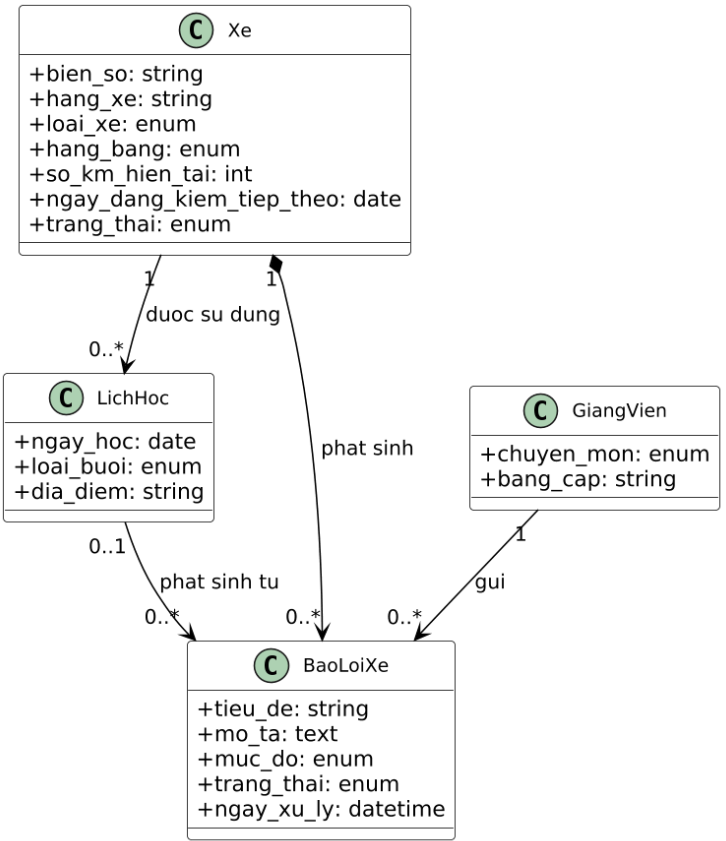 C Xe
+bien_so: string
+hang_xe: string
+loai_xe: enum
+hang_bang: enum
+so_km_hien_tai: int
+ngay_dang_kiem_tiep_theo: date
+trang_thai: enum
1
1
duoc su dung
0..*
C LichHoc
+ngay_hoc: date
+loai_buoi: enum
+dia_diem: string
phat sinh
C GiangVien
+chuyen_mon: enum
+bang_cap: string
0..1
1
phat sinh tu
gui
0..*
0..*
0..*
C BaoLoiXe
+tieu_de: string
+mo_ta: text
+muc_do: enum
+trang_thai: enum
+ngay_xu_ly: datetime